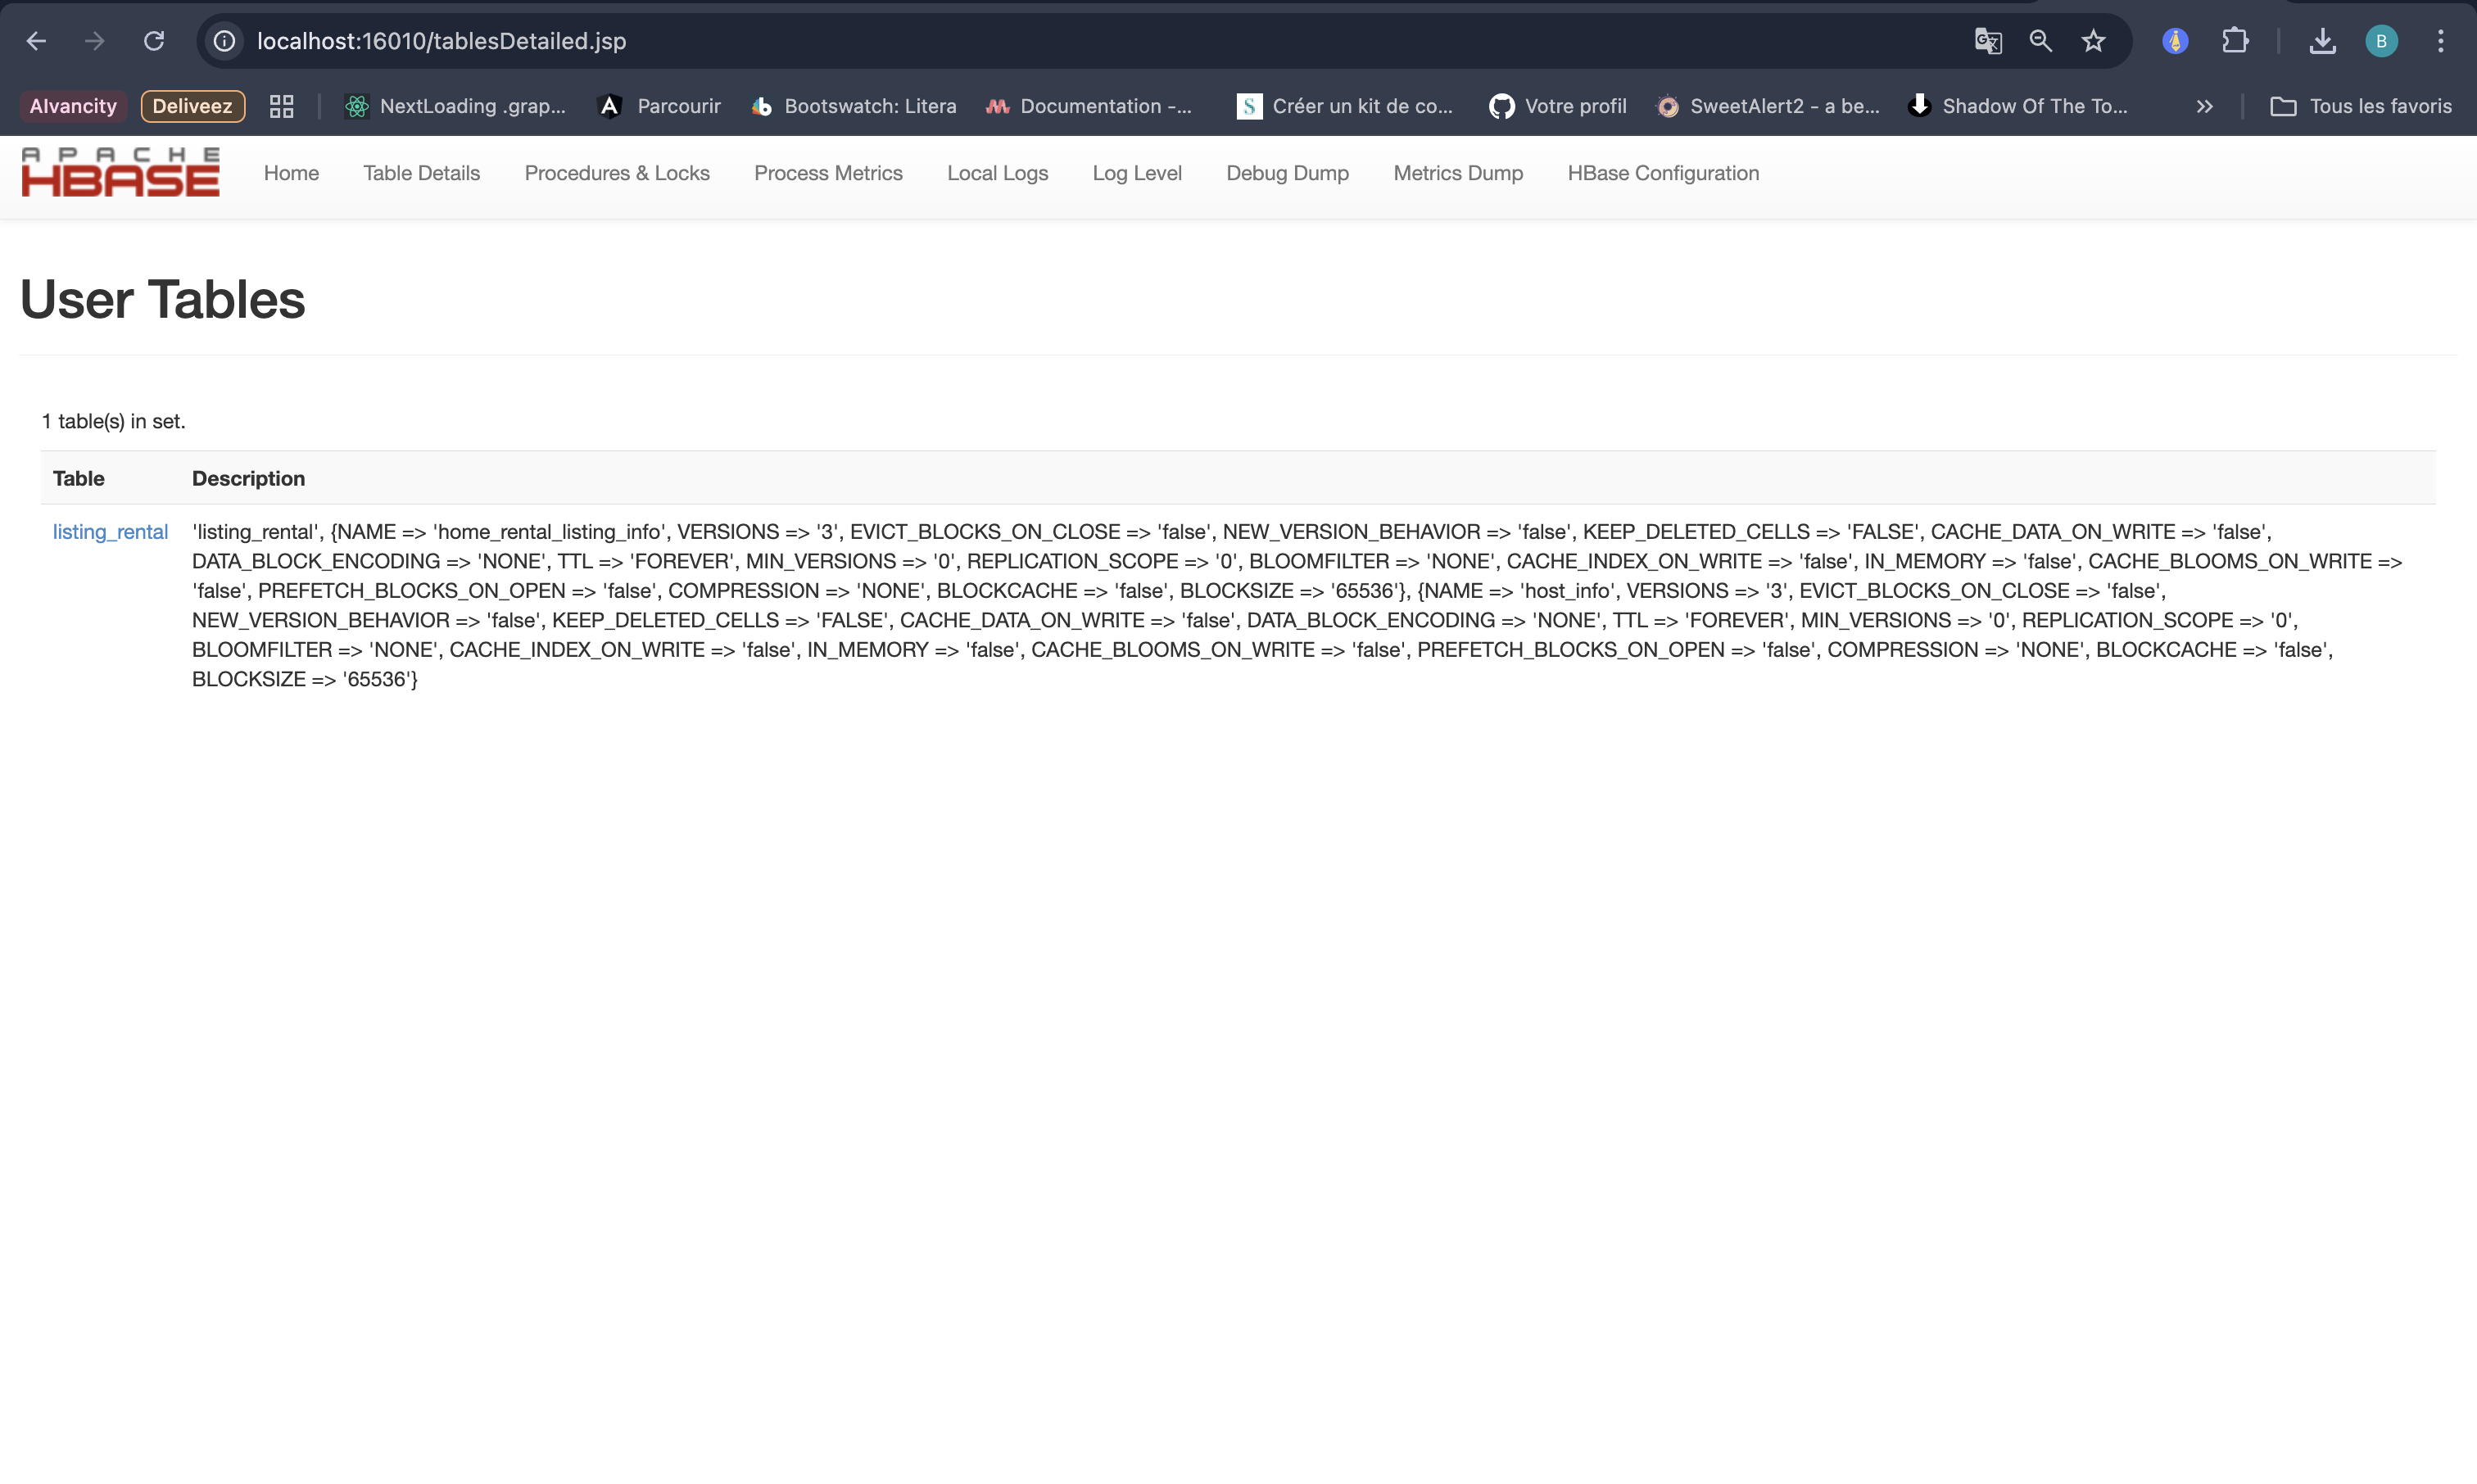 localhost:16010/tablesDetailed.jsp
B
Alvancity Deliveez NextLoading .grap... Parcourir Bootswatch: Litera Documentation -... Créer un kit de co... Votre profil SweetAlert2 - a be... Shadow Of The To... Tous les favoris
APACHE
HBASE
Home Table Details Procedures & Locks Process Metrics Local Logs Log Level Debug Dump Metrics Dump HBase Configuration
User Tables
1 table(s) in set.
Table Description
listing_rental 'listing_rental', {NAME => 'home_rental_listing_info', VERSIONS => '3', EVICT_BLOCKS_ON_CLOSE => 'false', NEW_VERSION_BEHAVIOR => 'false', KEEP_DELETED_CELLS => 'FALSE', CACHE_DATA_ON_WRITE => 'false',
DATA_BLOCK_ENCODING => 'NONE', TTL => 'FOREVER', MIN_VERSIONS => '0', REPLICATION_SCOPE => '0', BLOOMFILTER => 'NONE', CACHE_INDEX_ON_WRITE => 'false', IN_MEMORY => 'false', CACHE_BLOOMS_ON_WRITE =>
'false', PREFETCH_BLOCKS_ON_OPEN => 'false', COMPRESSION => 'NONE', BLOCKCACHE => 'false', BLOCKSIZE => '65536'}, {NAME => 'host_info', VERSIONS => '3', EVICT_BLOCKS_ON_CLOSE => 'false',
NEW_VERSION_BEHAVIOR => 'false', KEEP_DELETED_CELLS => 'FALSE', CACHE_DATA_ON_WRITE => 'false', DATA_BLOCK_ENCODING => 'NONE', TTL => 'FOREVER', MIN_VERSIONS => '0', REPLICATION_SCOPE => '0',
BLOOMFILTER => 'NONE', CACHE_INDEX_ON_WRITE => 'false', IN_MEMORY => 'false', CACHE_BLOOMS_ON_WRITE => 'false', PREFETCH_BLOCKS_ON_OPEN => 'false', COMPRESSION => 'NONE', BLOCKCACHE => 'false',
BLOCKSIZE => '65536'}